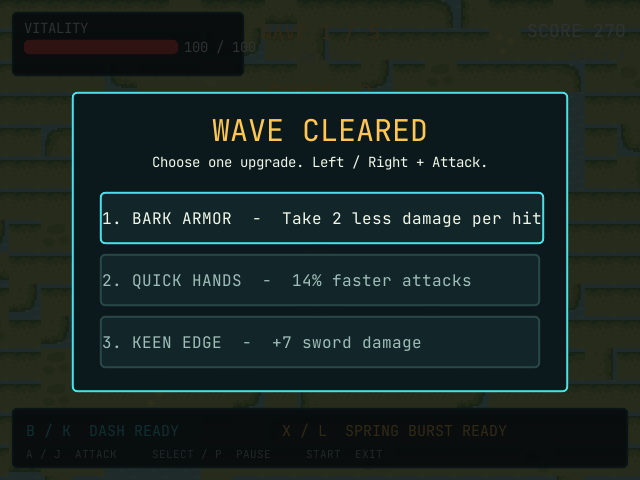 VITALITY
100 / 100
SCORE 270
WAVE CLEARED
Choose one upgrade. Left / Right + Attack.
1. BARK ARMOR - Take 2 less damage per hit
2. QUICK HANDS - 14% faster attacks
3. KEEN EDGE - +7 sword damage
B / K DASH READY X / L SPRING BURST READY
A / J ATTACK SELECT / P PAUSE START EXIT